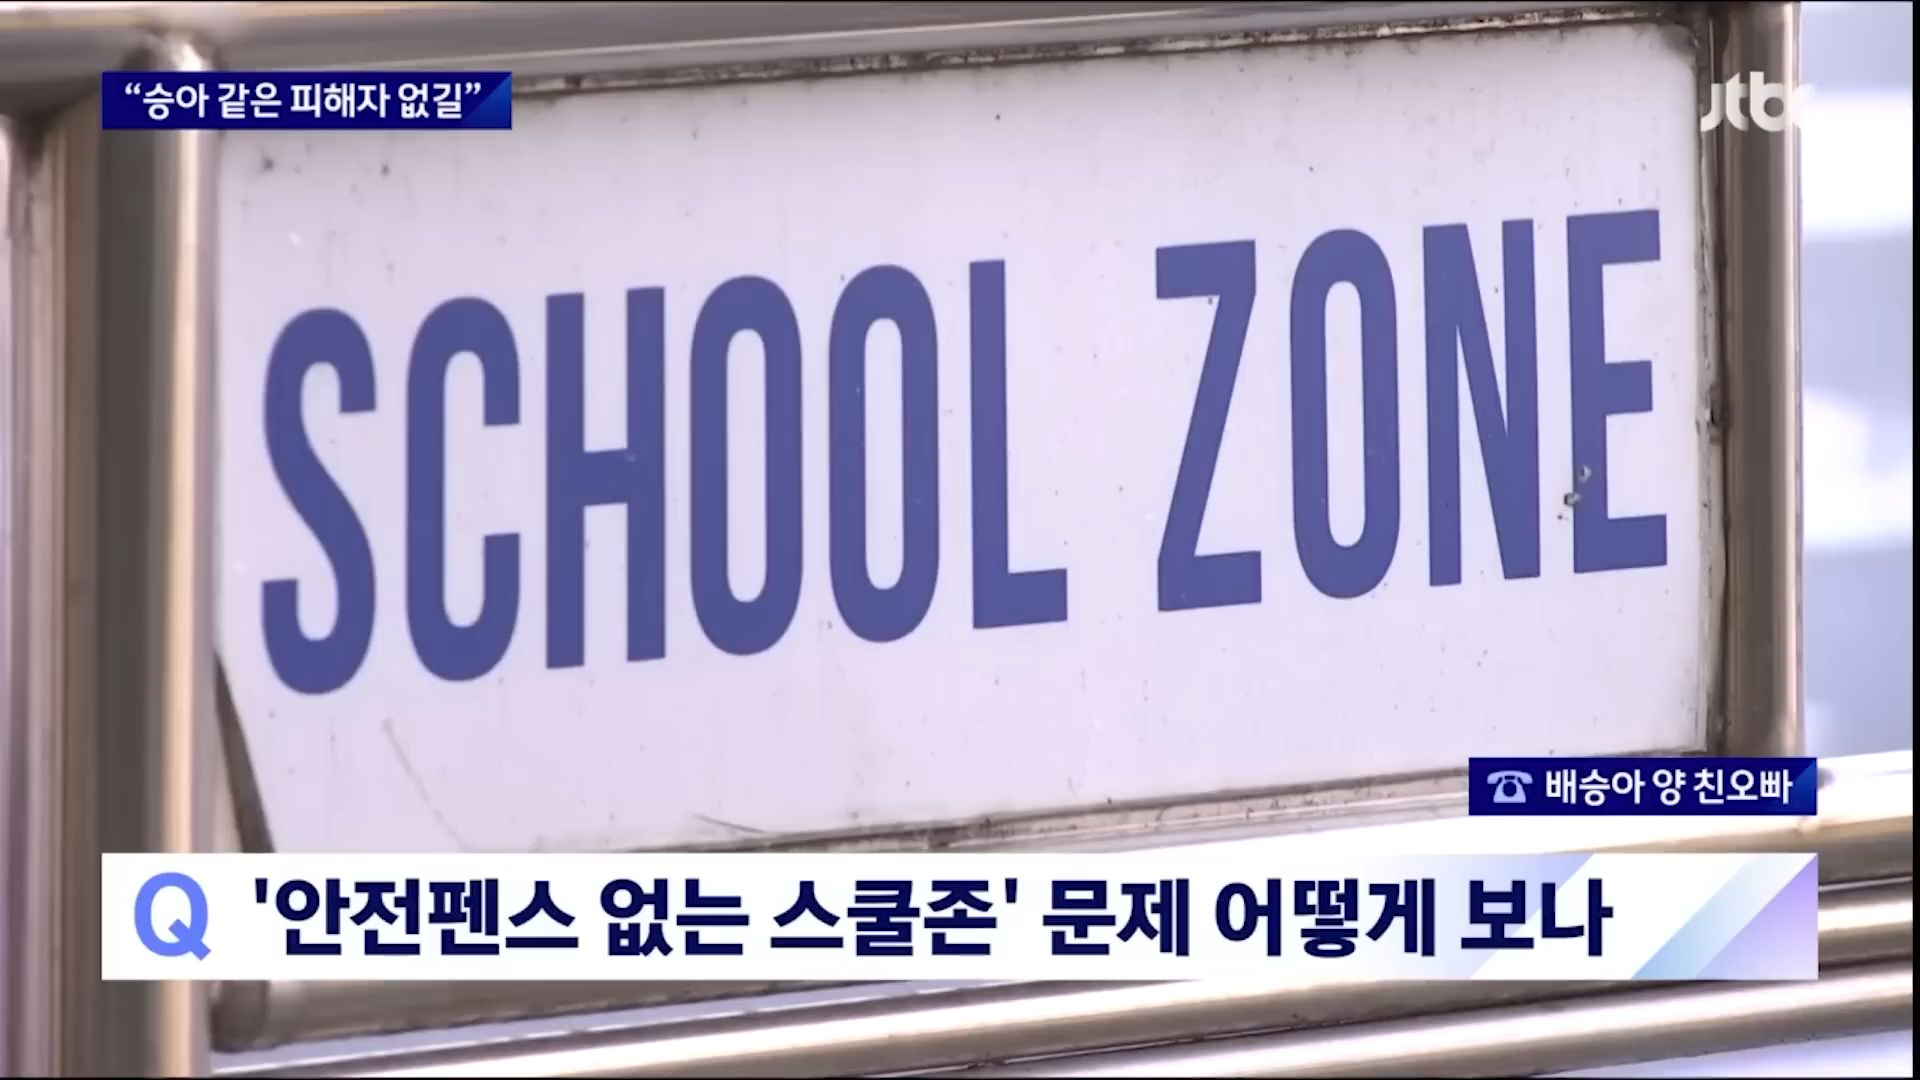 “승아 같은 피해자 없길”
jtbc
SCHOOL ZONE
☎ 배승아 양 친오빠
Q '안전펜스 없는 스쿨존' 문제 어떻게 보나